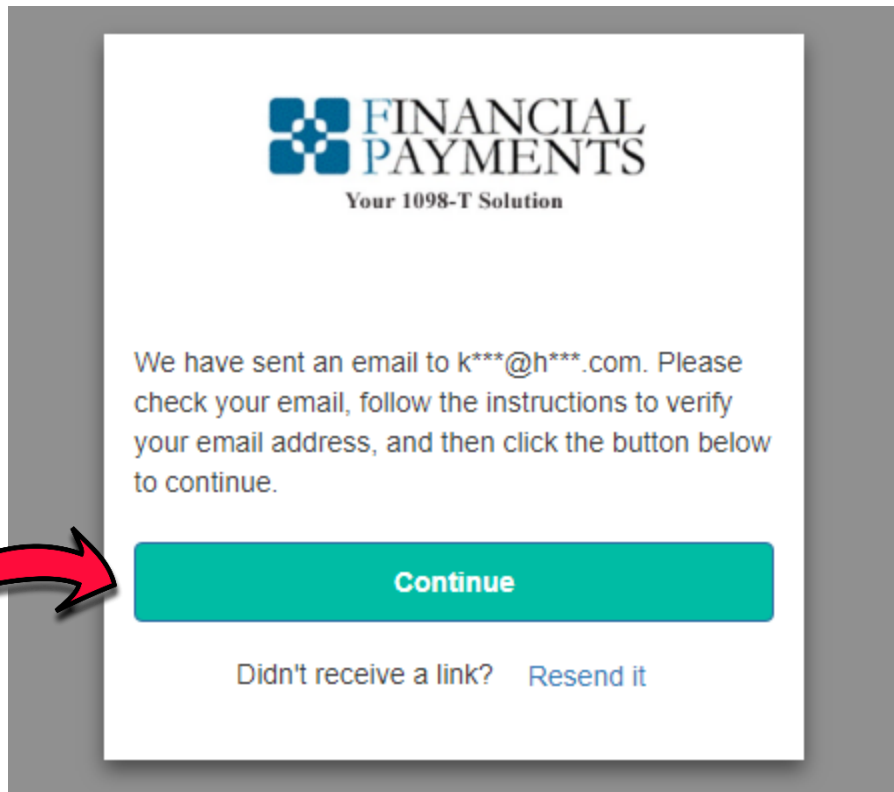 FINANCIAL
PAYMENTS
Your 1098-T Solution
We have sent an email to k***@h***.com. Please
check your email, follow the instructions to verify
your email address, and then click the button below
to continue.
Continue
Didn't receive a link? Resend it